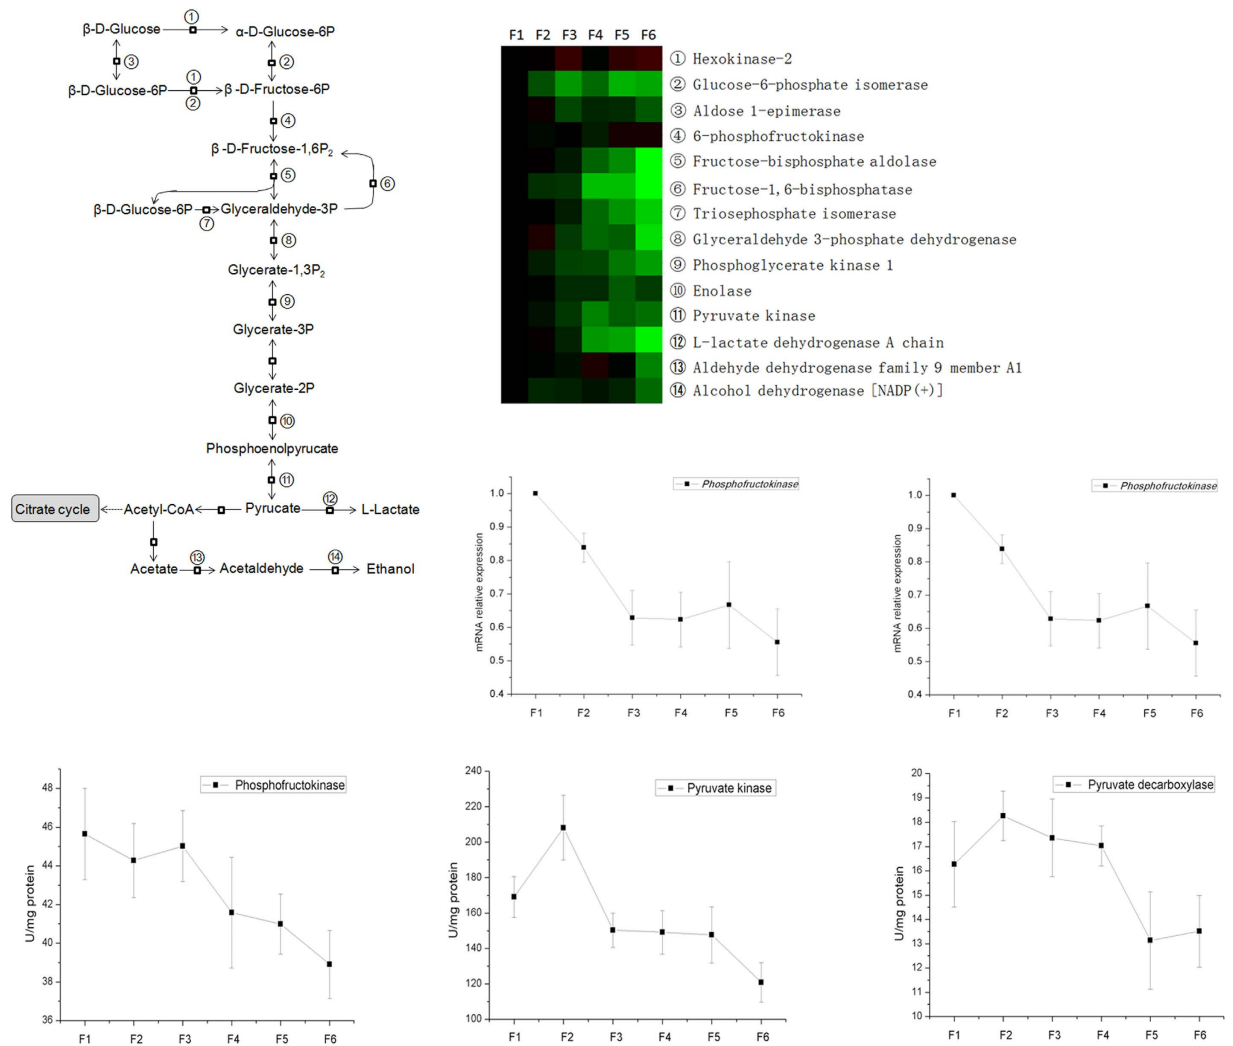 β-D-Glucose
①
α-D-Glucose-6P
③
②
β-D-Glucose-6P
①
②
β -D-Fructose-6P
④
β-D-Fructose-1,6P₂
⑤
⑥
β-D-Glucose-6P
⑦
Glyceraldehyde-3P
⑧
Glycerate-1,3P₂
⑨
Glycerate-3P
Glycerate-2P
⑩
Phosphoenolpyrucate
⑪
Citrate cycle
Acetyl-CoA
Pyrucate
⑫
L-Lactate
Acetate
⑬
Acetaldehyde
⑭
Ethanol
F1 F2 F3 F4 F5 F6
① Hexokinase-2
② Glucose-6-phosphate isomerase
③ Aldose 1-epimerase
④ 6-phosphofructokinase
⑤ Fructose-bisphosphate aldolase
⑥ Fructose-1,6-bisphosphatase
⑦ Triosephosphate isomerase
⑧ Glyceraldehyde 3-phosphate dehydrogenase
⑨ Phosphoglycerate kinase 1
⑩ Enolase
⑪ Pyruvate kinase
⑫ L-lactate dehydrogenase A chain
⑬ Aldehyde dehydrogenase family 9 member A1
⑭ Alcohol dehydrogenase [NADP(+)]
Phosphofructokinase
mRNA relative expression
1.0
0.9
0.8
0.7
0.6
0.5
0.4
F1 F2 F3 F4 F5 F6
Phosphofructokinase
mRNA relative expression
1.0
0.9
0.8
0.7
0.6
0.5
0.4
F1 F2 F3 F4 F5 F6
Phosphofructokinase
U/mg protein
48
46
44
42
40
38
36
F1 F2 F3 F4 F5 F6
Pyruvate kinase
U/mg protein
240
220
200
180
160
140
120
100
F1 F2 F3 F4 F5 F6
Pyruvate decarboxylase
U/mg protein
20
19
18
17
16
15
14
13
12
11
10
F1 F2 F3 F4 F5 F6